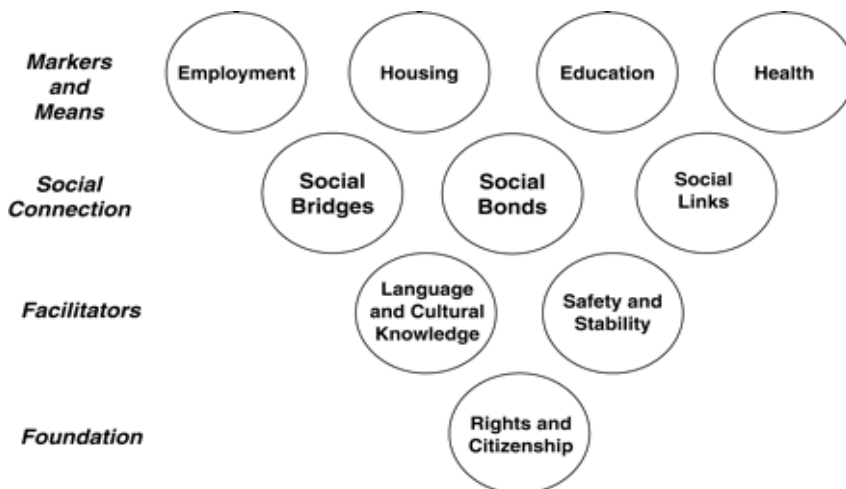 Markers
and
Means
Employment
Housing
Education
Health
Social
Connection
Social
Bridges
Social
Bonds
Social
Links
Facilitators
Language
and Cultural
Knowledge
Safety and
Stability
Foundation
Rights and
Citizenship